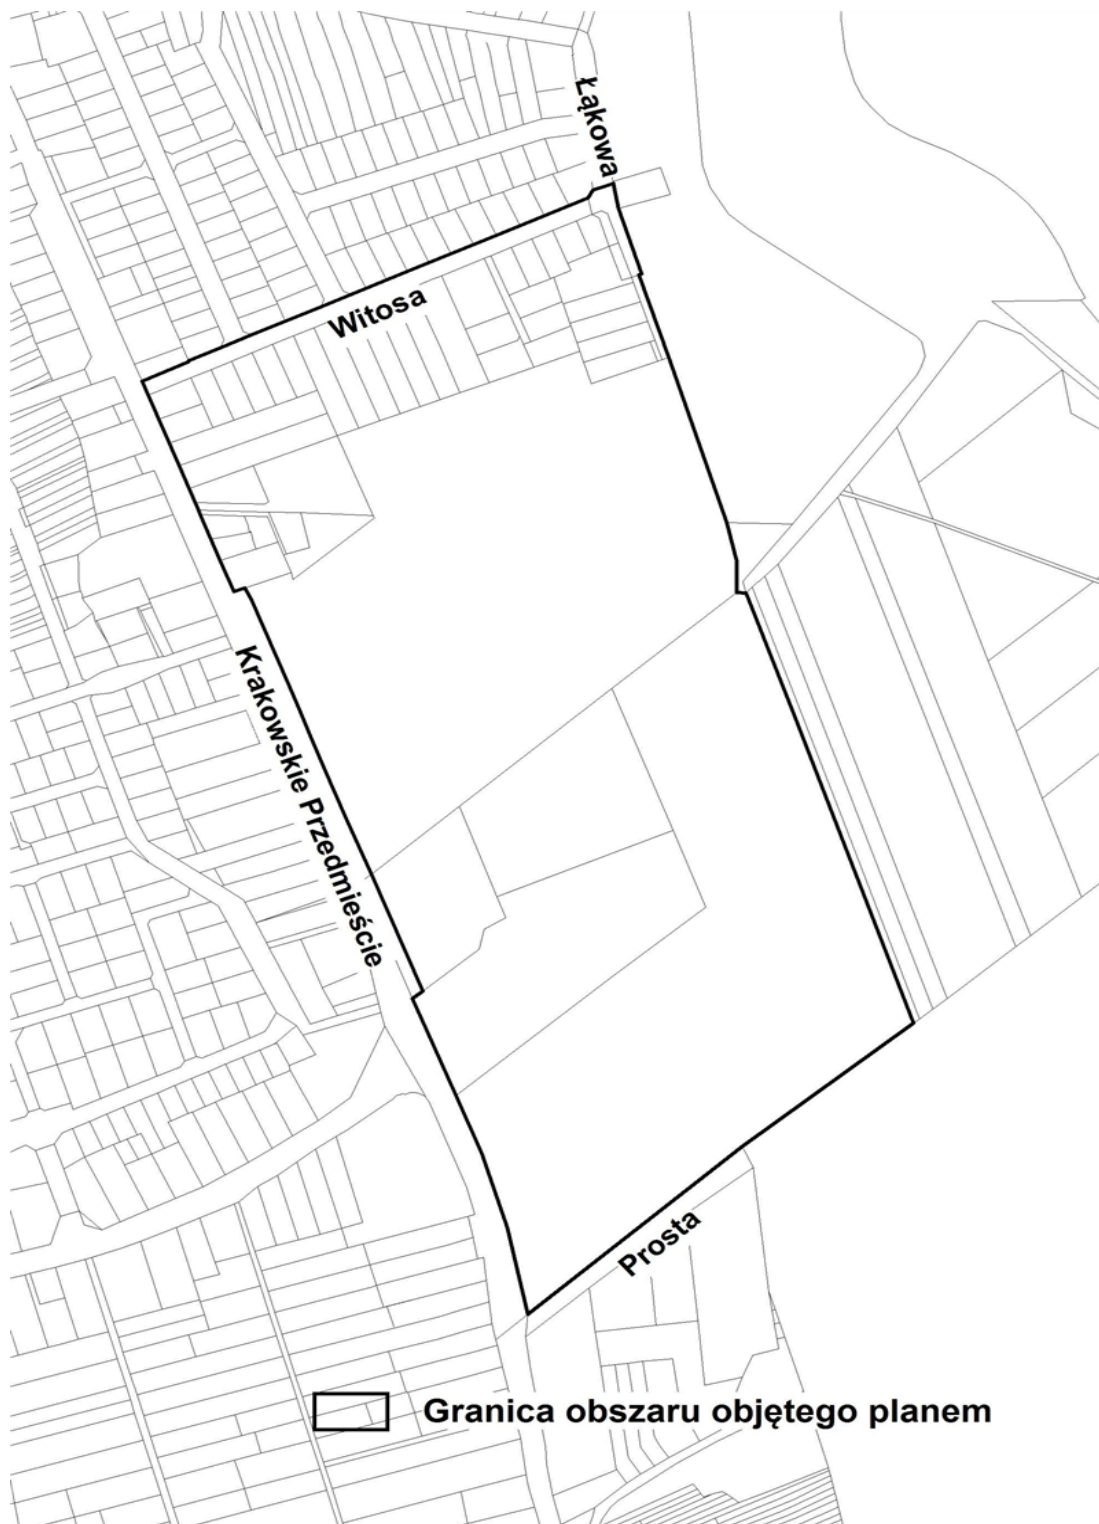 Łąkowa
Witosa
Krakowskie Przedmieście
Prosta
Granica obszaru objętego planem